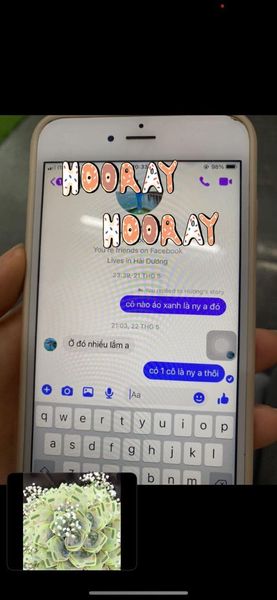 98%
HOORAY
HOORAY
You're friends on Facebook
Lives in Hải Dương
23:39, 21 THG 5
You replied to Hương's story
cô nào áo xanh là ny a đó
21:03, 22 THG 5
Ở đó nhiều lắm a
có 1 cô là ny a thôi
Aa
q w e r t y u i o p
a s d f g h j k l
b n m